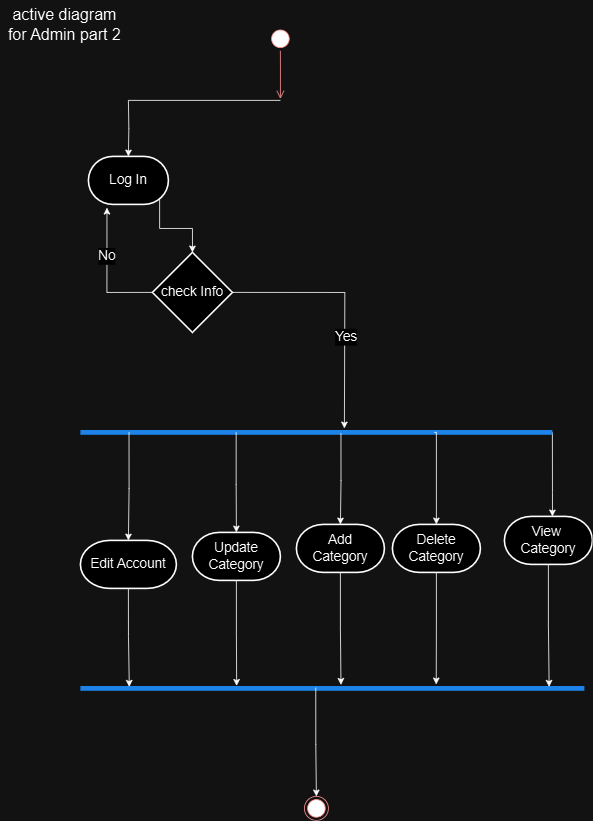 active diagram
for Admin part 2
Log In
No
check Info
Yes
Edit Account
Update
Category
Add
Category
Delete
Category
View
Category